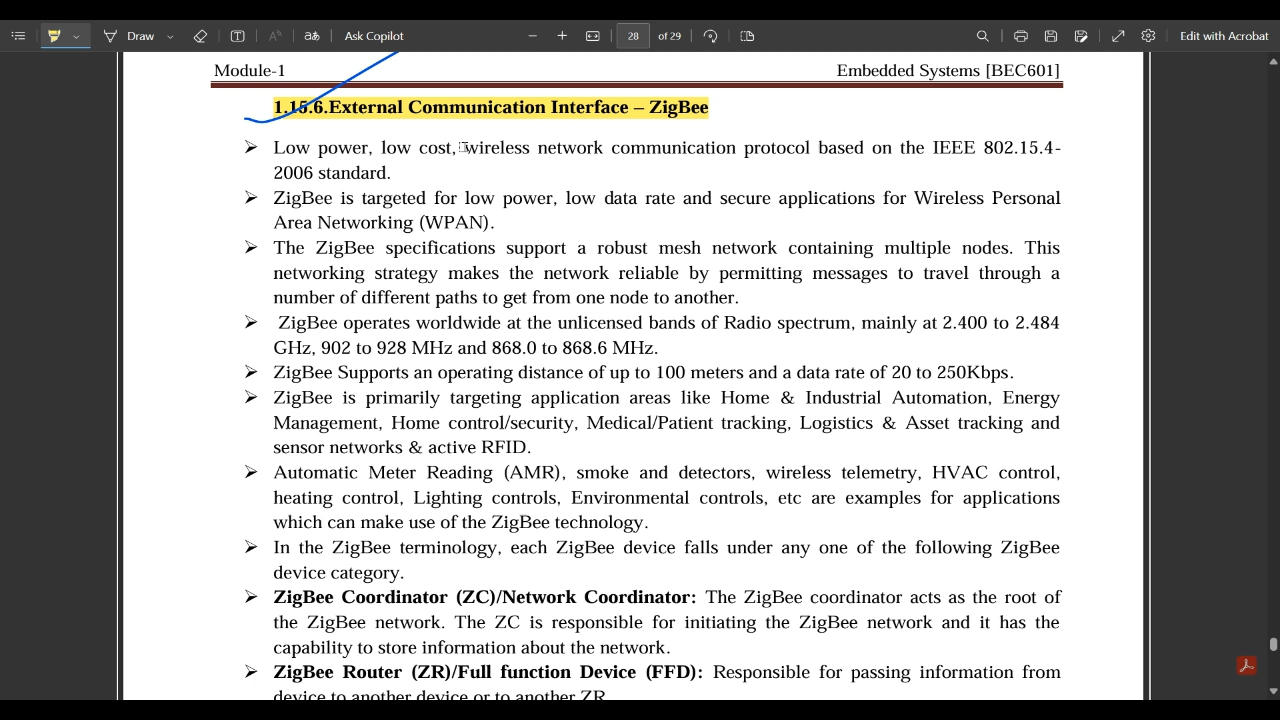 Draw
Ask Copilot
28 of 29
Edit with Acrobat
Module-1 Embedded Systems [BEC601]
1.15.6.External Communication Interface – ZigBee
➢ Low power, low cost, wireless network communication protocol based on the IEEE 802.15.4-
2006 standard.
➢ ZigBee is targeted for low power, low data rate and secure applications for Wireless Personal
Area Networking (WPAN).
➢ The ZigBee specifications support a robust mesh network containing multiple nodes. This
networking strategy makes the network reliable by permitting messages to travel through a
number of different paths to get from one node to another.
➢ ZigBee operates worldwide at the unlicensed bands of Radio spectrum, mainly at 2.400 to 2.484
GHz, 902 to 928 MHz and 868.0 to 868.6 MHz.
➢ ZigBee Supports an operating distance of up to 100 meters and a data rate of 20 to 250Kbps.
➢ ZigBee is primarily targeting application areas like Home & Industrial Automation, Energy
Management, Home control/security, Medical/Patient tracking, Logistics & Asset tracking and
sensor networks & active RFID.
➢ Automatic Meter Reading (AMR), smoke and detectors, wireless telemetry, HVAC control,
heating control, Lighting controls, Environmental controls, etc are examples for applications
which can make use of the ZigBee technology.
➢ In the ZigBee terminology, each ZigBee device falls under any one of the following ZigBee
device category.
➢ ZigBee Coordinator (ZC)/Network Coordinator: The ZigBee coordinator acts as the root of
the ZigBee network. The ZC is responsible for initiating the ZigBee network and it has the
capability to store information about the network.
➢ ZigBee Router (ZR)/Full function Device (FFD): Responsible for passing information from
device to another device or to another ZR.